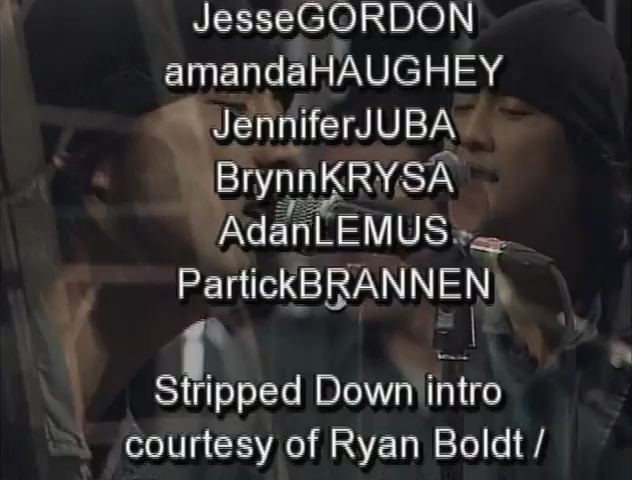 JesseGORDON
amandaHAUGHEY
JenniferJUBA
BrynnKRYSA
AdanLEMUS
PartickBRANNEN
Stripped Down intro
courtesy of Ryan Boldt /